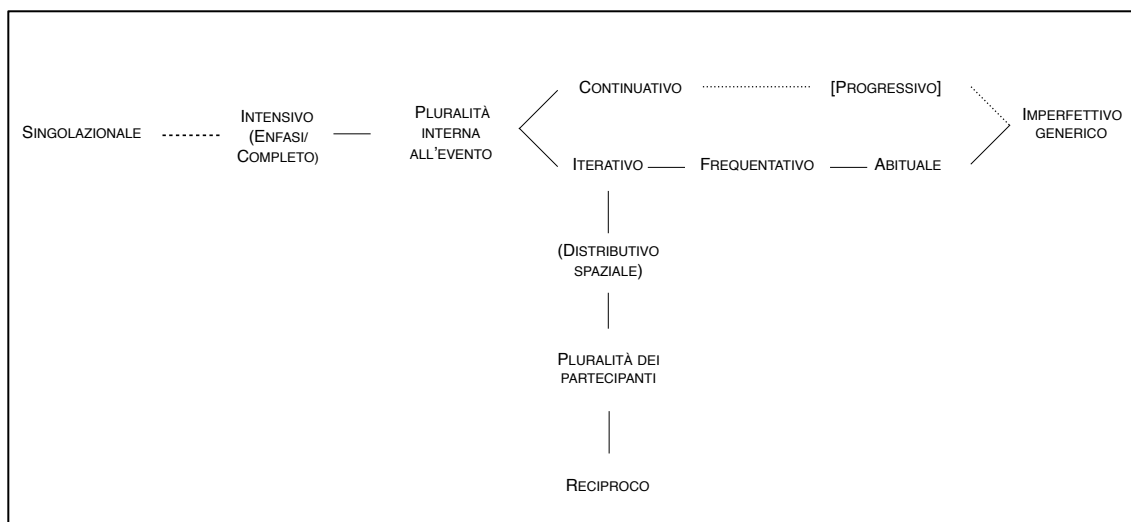 CONTINUATIVO
[PROGRESSIVO]
SINGOLAZIONALE
INTENSIVO
(ENFASI/
COMPLETO)
PLURALITÀ
INTERNA
ALL'EVENTO
IMPERFETTIVO
GENERICO
ITERATIVO
FREQUENTATIVO
ABITUALE
(DISTRIBUTIVO
SPAZIALE)
PLURALITÀ DEI
PARTECIPANTI
RECIPROCO